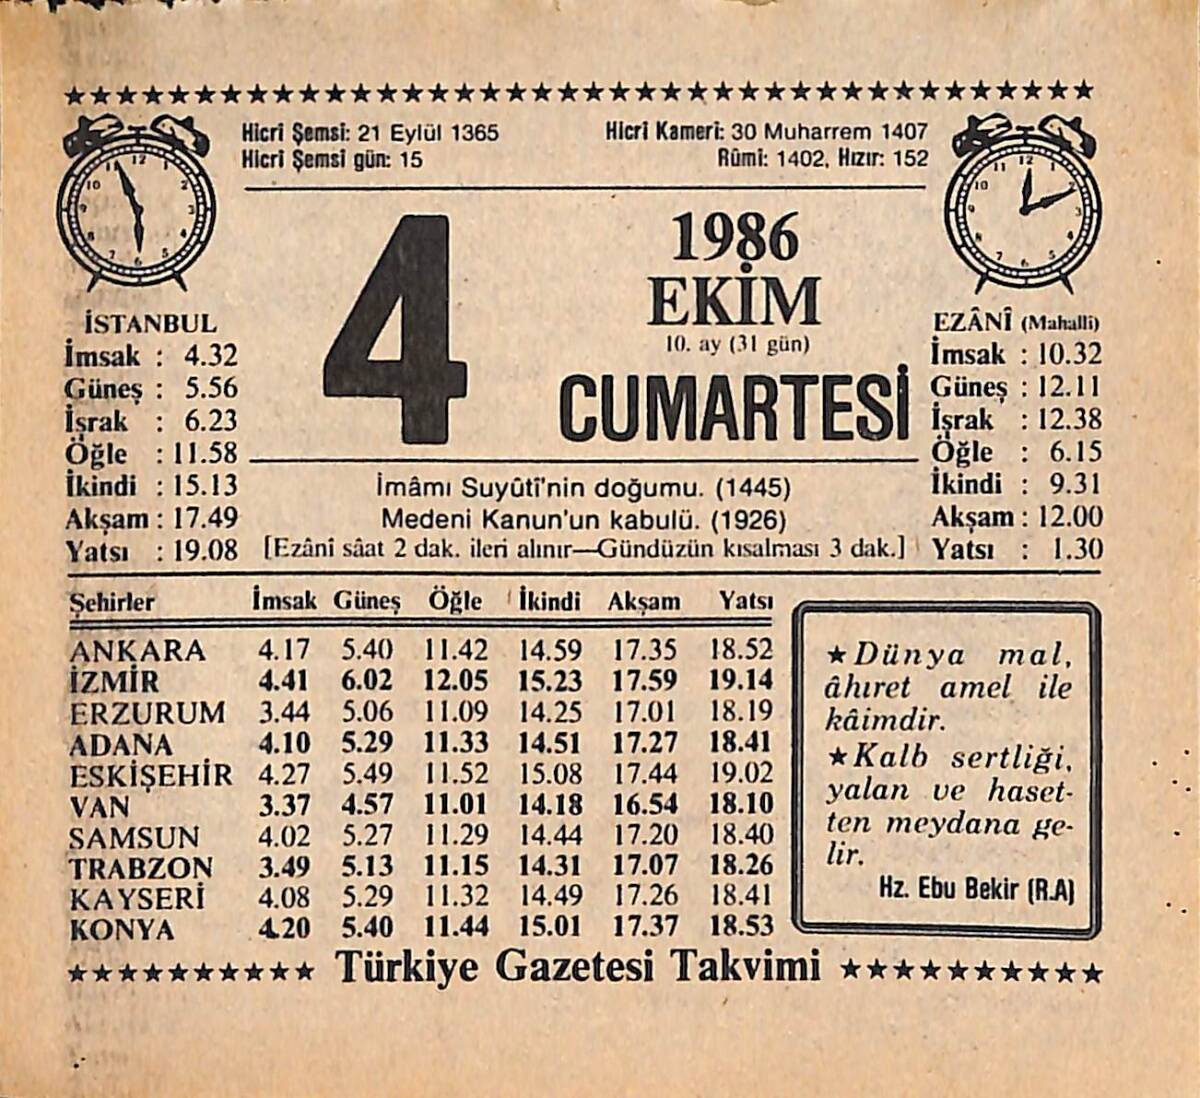 Hicrî Şemsî: 21 Eylül 1365
Hicrî Şemsî gün: 15
Hicrî Kamerî: 30 Muharrem 1407
Rûmî: 1402, Hızır: 152
4
1986
EKİM
10. ay (31 gün)
CUMARTESİ
İSTANBUL
İmsak : 4.32
Güneş : 5.56
İşrak : 6.23
Öğle : 11.58
İkindi : 15.13
Akşam : 17.49
Yatsı : 19.08
EZÂNÎ (Mahalli)
İmsak : 10.32
Güneş : 12.11
İşrak : 12.38
Öğle : 6.15
İkindi : 9.31
Akşam : 12.00
Yatsı : 1.30
İmâmı Suyûtî'nin doğumu. (1445)
Medeni Kanun'un kabulü. (1926)
[Ezânî sâat 2 dak. ileri alınır—Gündüzün kısalması 3 dak.]
Şehirler İmsak Güneş Öğle İkindi Akşam Yatsı
ANKARA 4.17 5.40 11.42 14.59 17.35 18.52
İZMİR 4.41 6.02 12.05 15.23 17.59 19.14
ERZURUM 3.44 5.06 11.09 14.25 17.01 18.19
ADANA 4.10 5.29 11.33 14.51 17.27 18.41
ESKİŞEHİR 4.27 5.49 11.52 15.08 17.44 19.02
VAN 3.37 4.57 11.01 14.18 16.54 18.10
SAMSUN 4.02 5.27 11.29 14.44 17.20 18.40
TRABZON 3.49 5.13 11.15 14.31 17.07 18.26
KAYSERİ 4.08 5.29 11.32 14.49 17.26 18.41
KONYA 4.20 5.40 11.44 15.01 17.37 18.53
★Dünya mal,
âhıret amel ile
kâimdir.
★Kalb sertliği,
yalan ve haset-
ten meydana ge-
lir.
Hz. Ebu Bekir (R.A)
Türkiye Gazetesi Takvimi